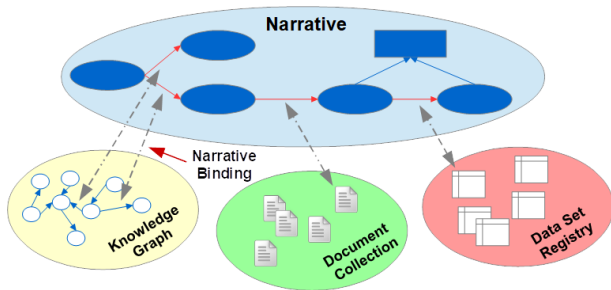 Narrative
Narrative
Binding
Knowledge
Graph
Document
Collection
Data Set
Registry